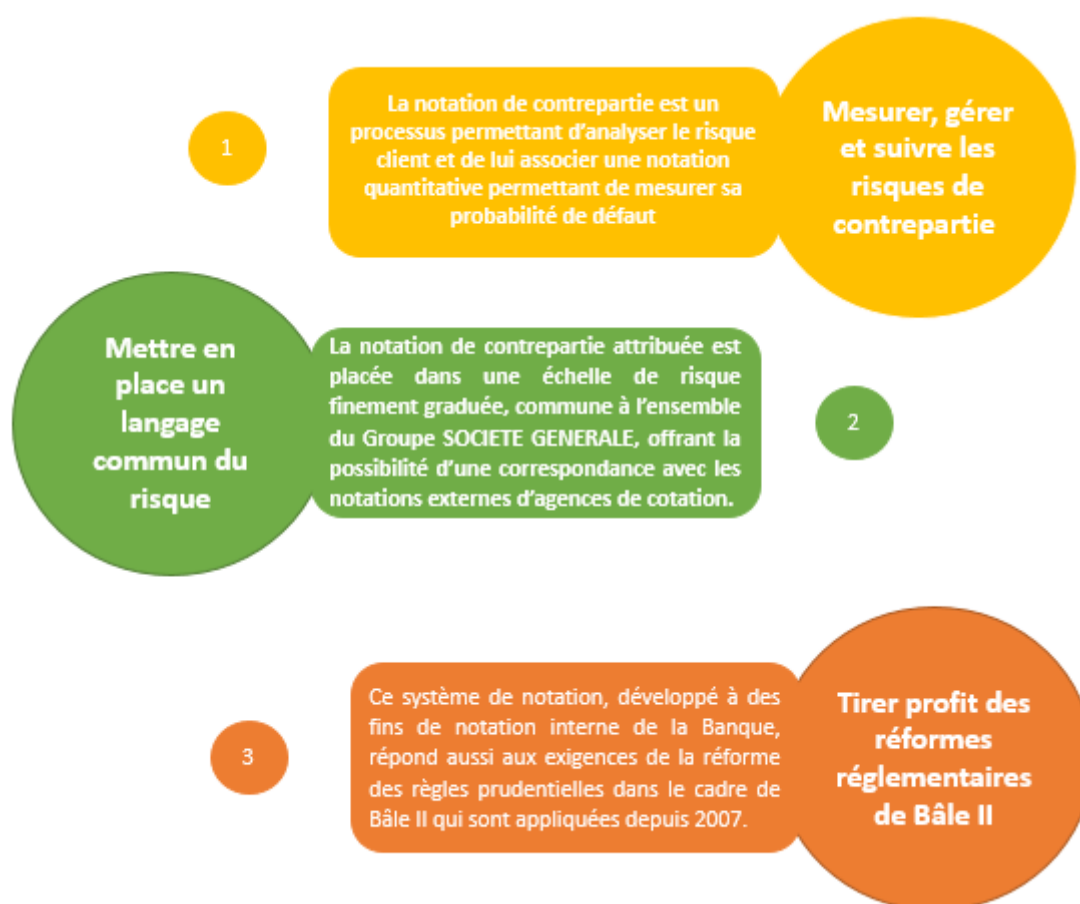 1
La notation de contrepartie est un
processus permettant d'analyser le risque
client et de lui associer une notation
quantitative permettant de mesurer sa
probabilité de défaut
Mesurer, gérer
et suivre les
risques de
contrepartie
Mettre en
place un
langage
commun du
risque
La notation de contrepartie attribuée est
placée dans une échelle de risque
finement graduée, commune à l'ensemble
du Groupe SOCIETE GENERALE, offrant la
possibilité d'une correspondance avec les
notations externes d'agences de cotation.
2
3
Ce système de notation, développé à des
fins de notation interne de la Banque,
répond aussi aux exigences de la réforme
des règles prudentielles dans le cadre de
Bâle II qui sont appliquées depuis 2007.
Tirer profit des
réformes
réglementaires
de Bâle II